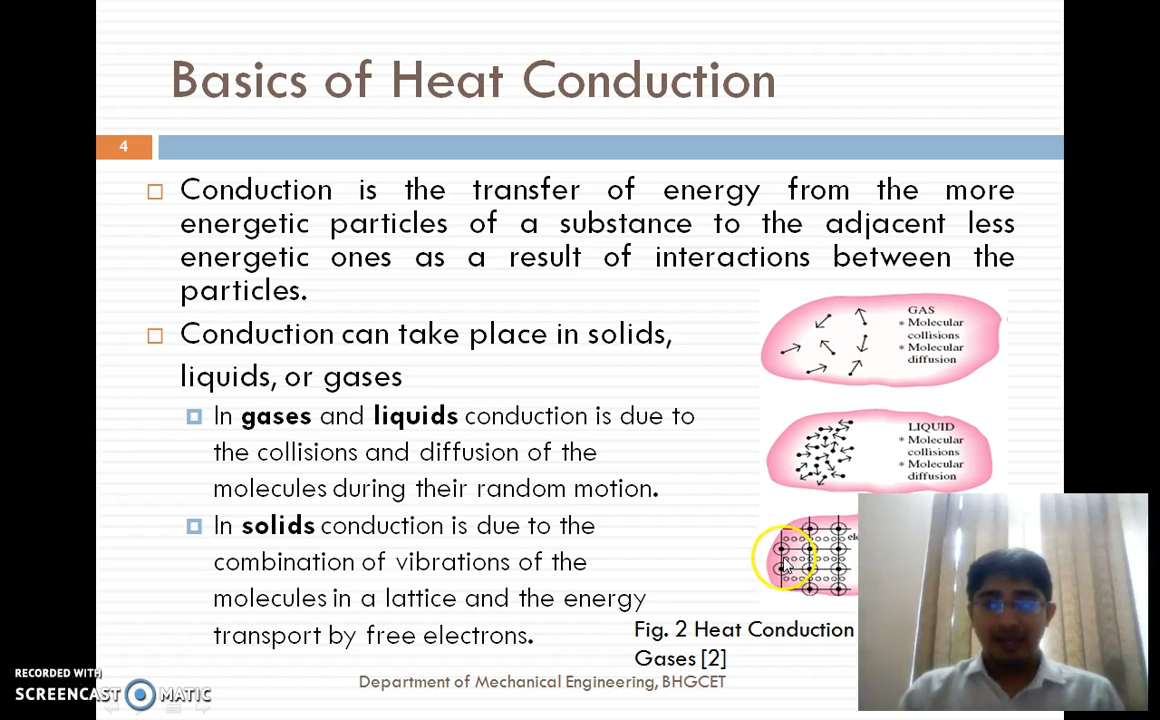 Basics of Heat Conduction
4
Conduction is the transfer of energy from the more
energetic particles of a substance to the adjacent less
energetic ones as a result of interactions between the
particles.
Conduction can take place in solids,
liquids, or gases
In gases and liquids conduction is due to
the collisions and diffusion of the
molecules during their random motion.
In solids conduction is due to the
combination of vibrations of the
molecules in a lattice and the energy
transport by free electrons.
GAS
* Molecular
collisions
* Molecular
diffusion
LIQUID
* Molecular
collisions
* Molecular
diffusion
Fig. 2 Heat Conduction
Gases [2]
Department of Mechanical Engineering, BHGCET
RECORDED WITH
SCREENCAST MATIC